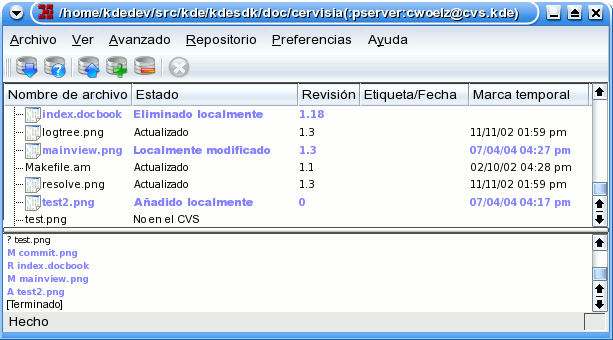 /home/kdedev/src/kde/kdesdk/doc/cervisia(:pserver:cwoelz@cvs.kde)
Archivo Ver Avanzado Repositorio Preferencias Ayuda
Nombre de archivo Estado Revisión Etiqueta/Fecha Marca temporal
index.docbook Eliminado localmente 1.18
logtree.png Actualizado 1.3 11/11/02 01:59 pm
mainview.png Localmente modificado 1.3 07/04/04 04:27 pm
Makefile.am Actualizado 1.1 02/10/02 04:28 pm
resolve.png Actualizado 1.3 11/11/02 01:59 pm
test2.png Añadido localmente 0 07/04/04 04:17 pm
test.png No en el CVS
? test.png
M commit.png
R index.docbook
M mainview.png
A test2.png
[Terminado]
Hecho